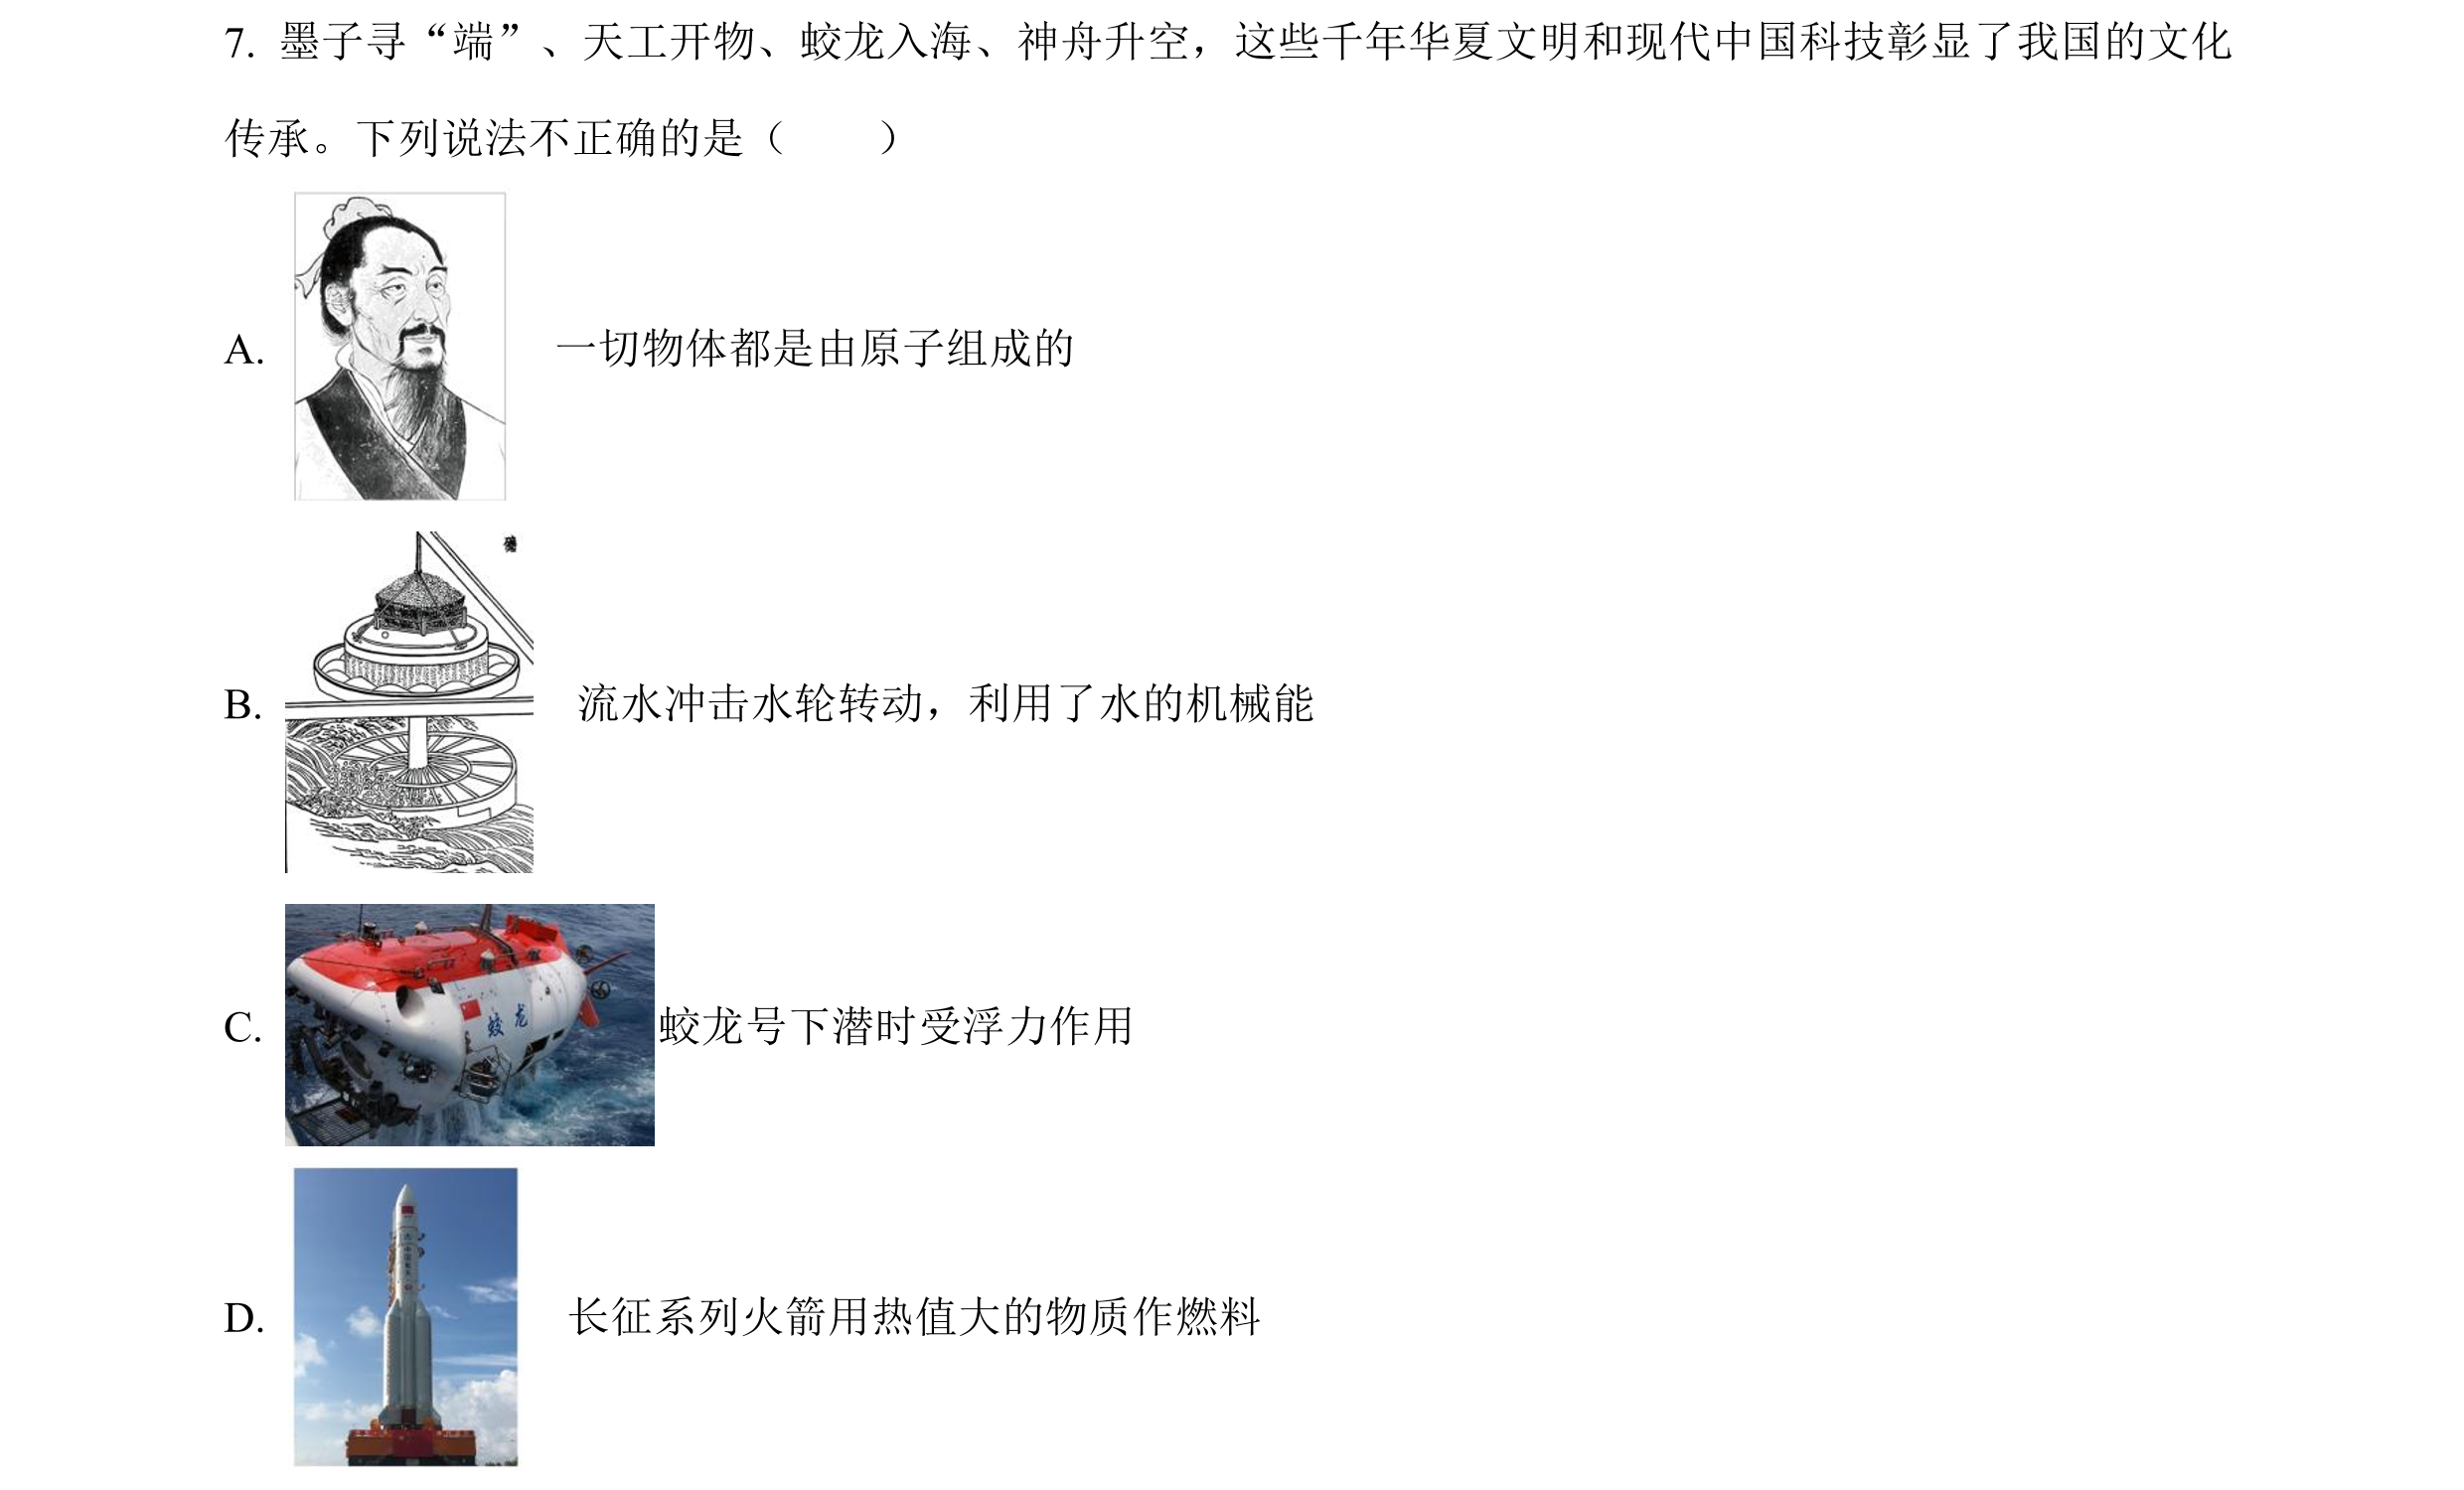 7. 墨子寻“端”、天工开物、蛟龙入海、神舟升空，这些千年华夏文明和现代中国科技彰显了我国的文化
传承。下列说法不正确的是（　　）
A. 一切物体都是由原子组成的
B. 流水冲击水轮转动，利用了水的机械能
C. 蛟龙号下潜时受浮力作用
蛟龙
D. 长征系列火箭用热值大的物质作燃料
中国航天